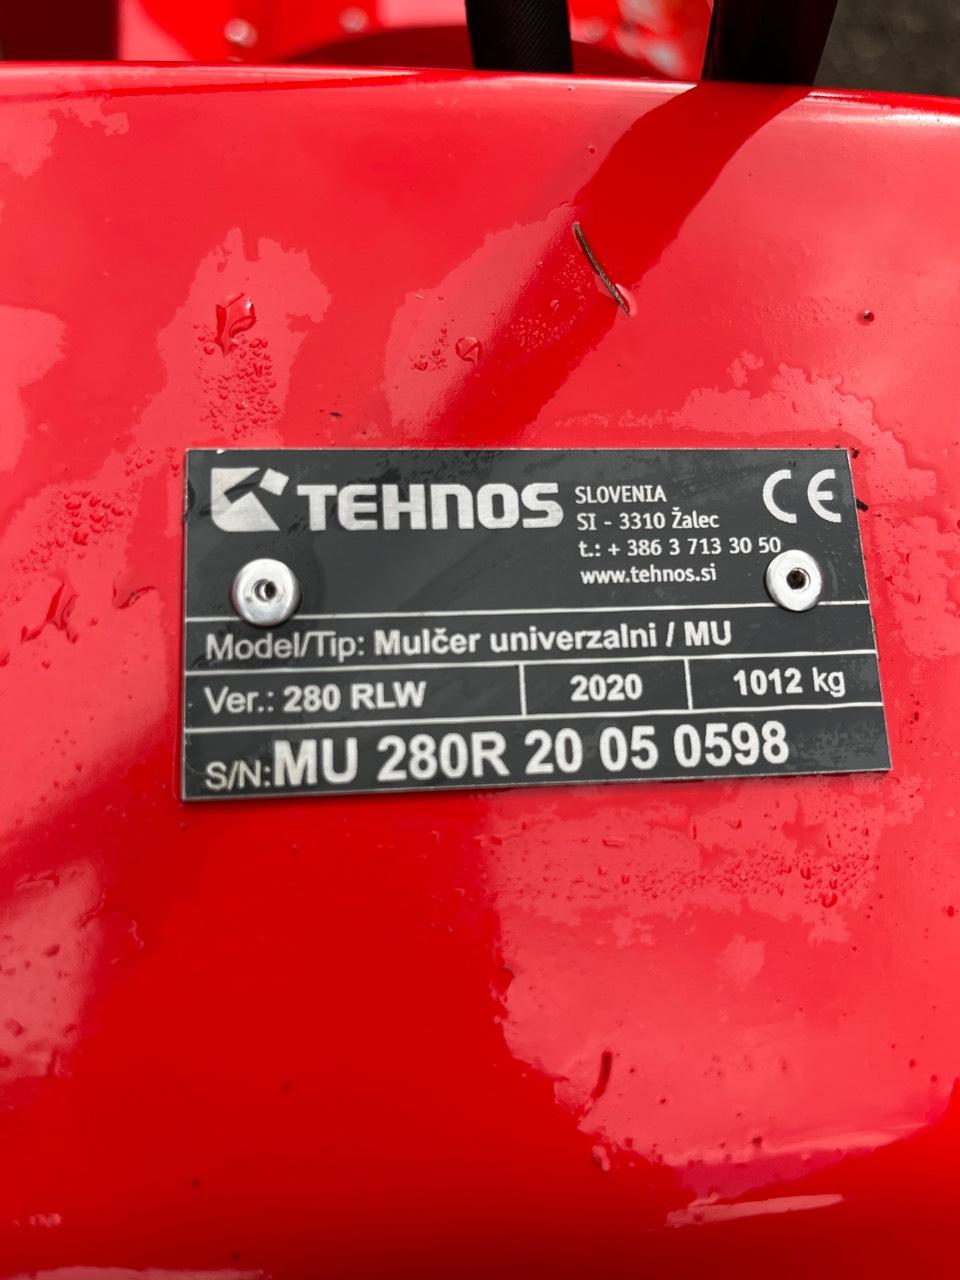 TEHNOS
SLOVENIA
SI - 3310 Žalec
t.: + 386 3 713 30 50
www.tehnos.si
CE
Model/Tip: Mulčer univerzalni / MU
Ver.: 280 RLW 2020 1012 kg
S/N:MU 280R 20 05 0598